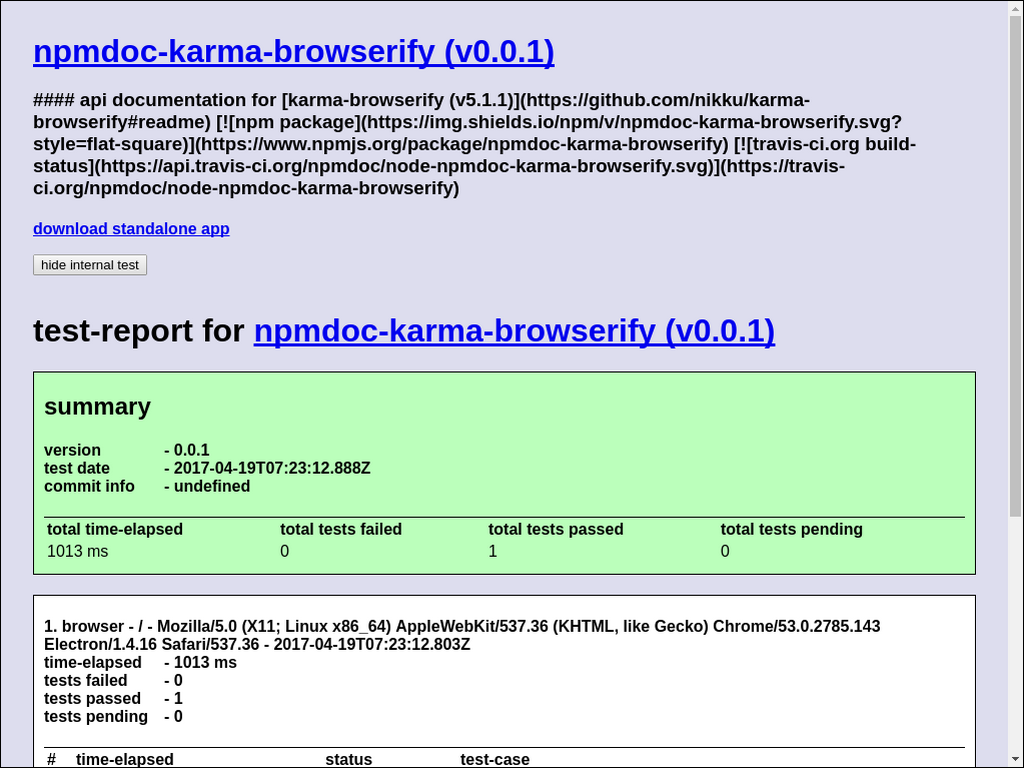 npmdoc-karma-browserify (v0.0.1)
#### api documentation for [karma-browserify (v5.1.1)](https://github.com/nikku/karma-
browserify#readme) [![npm package](https://img.shields.io/npm/v/npmdoc-karma-browserify.svg?
style=flat-square)](https://www.npmjs.org/package/npmdoc-karma-browserify) [![travis-ci.org build-
status](https://api.travis-ci.org/npmdoc/node-npmdoc-karma-browserify.svg)](https://travis-
ci.org/npmdoc/node-npmdoc-karma-browserify)
download standalone app
hide internal test
test-report for npmdoc-karma-browserify (v0.0.1)
summary
version - 0.0.1
test date - 2017-04-19T07:23:12.888Z
commit info - undefined
total time-elapsed total tests failed total tests passed total tests pending
1013 ms 0 1 0
1. browser - / - Mozilla/5.0 (X11; Linux x86_64) AppleWebKit/537.36 (KHTML, like Gecko) Chrome/53.0.2785.143
Electron/1.4.16 Safari/537.36 - 2017-04-19T07:23:12.803Z
time-elapsed - 1013 ms
tests failed - 0
tests passed - 1
tests pending - 0
# time-elapsed status test-case